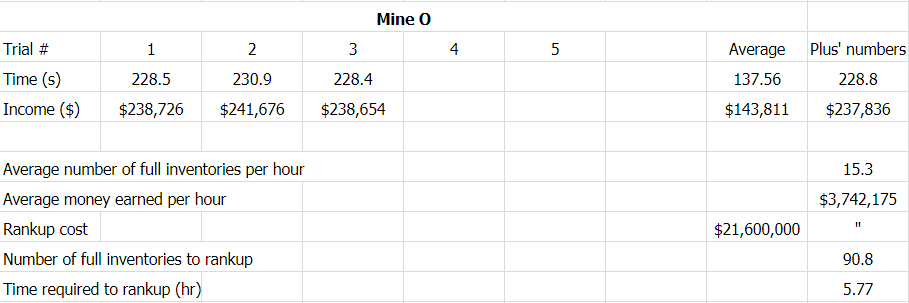 Mine O
Trial # 1 2 3 4 5 Average Plus' numbers
Time (s) 228.5 230.9 228.4 137.56 228.8
Income ($) $238,726 $241,676 $238,654 $143,811 $237,836
Average number of full inventories per hour 15.3
Average money earned per hour $3,742,175
Rankup cost $21,600,000 "
Number of full inventories to rankup 90.8
Time required to rankup (hr) 5.77